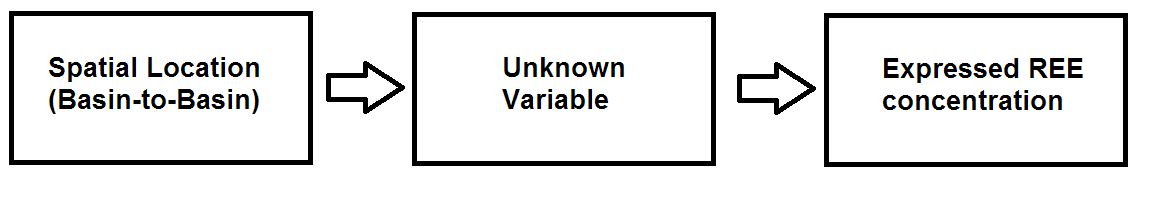 Spatial Location
(Basin-to-Basin)
Unknown
Variable
Expressed REE
concentration